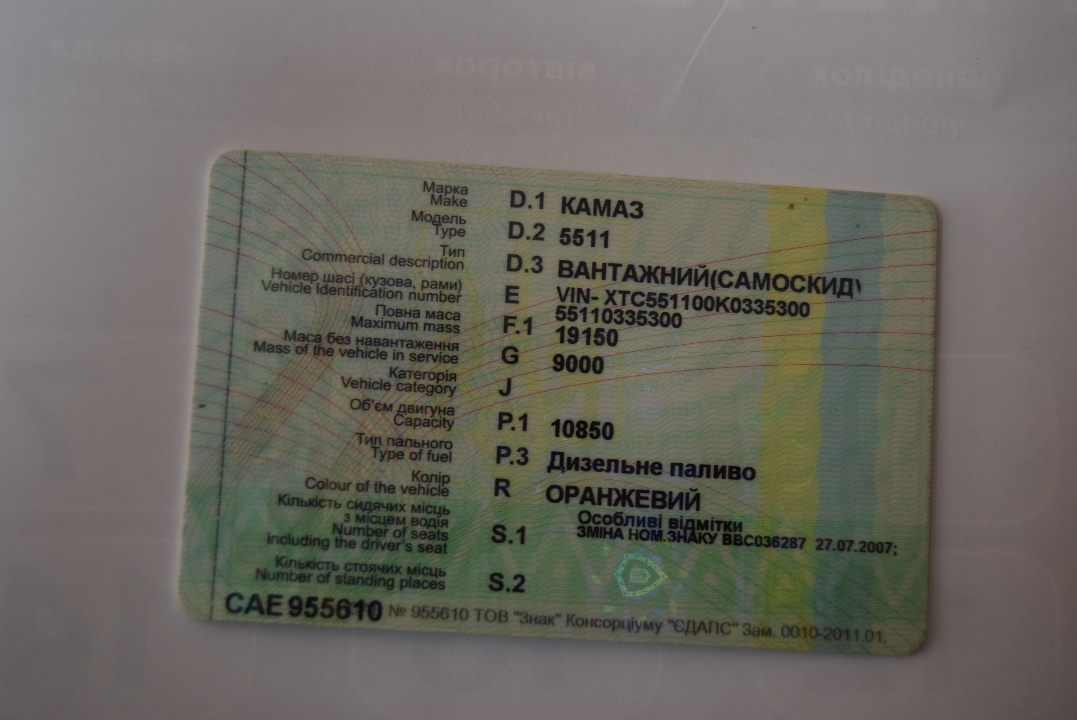 Марка
Make D.1 КАМАЗ
Модель
Type D.2 5511
Тип
Commercial description D.3 ВАНТАЖНИЙ(САМОСКИД)
Номер шасі (кузова, рами)
Vehicle identification number E VIN- XTC551100K0335300
55110335300
Повна маса
Maximum mass F.1 19150
Маса без навантаження
Mass of the vehicle in service G 9000
Категорія
Vehicle category J
Об'єм двигуна
Capacity P.1 10850
Тип пального
Type of fuel P.3 Дизельне паливо
Колір
Colour of the vehicle R ОРАНЖЕВИЙ
Кількість сидячих місць
з місцем водія
Number of seats
including the driver's seat S.1
Особливі відмітки
ЗМІНА НОМ.ЗНАКУ ВВС036287 27.07.2007;
Кількість стоячих місць
Number of standing places S.2
САЕ 955610 № 955610 ТОВ "Знак" Консорціуму "ЄДАПС" Зам. 0010-2011.01.